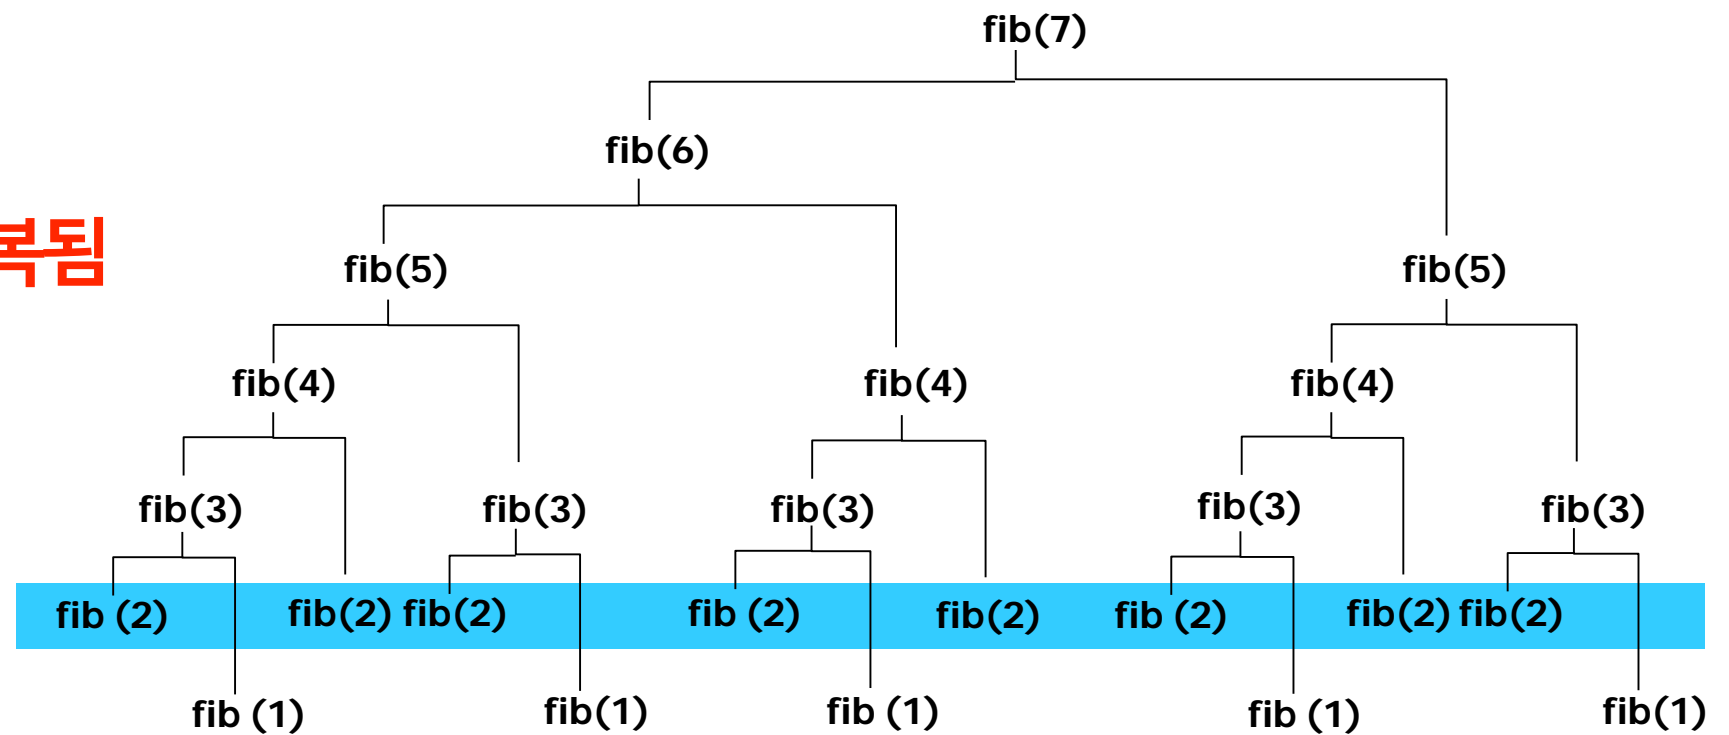 fib(7)
fib(6)
복됨
fib(5) fib(5)
fib(4) fib(4) fib(4)
fib(3) fib(3) fib(3) fib(3) fib(3)
fib (2) fib(2) fib(2) fib (2) fib(2) fib (2) fib(2) fib(2)
fib (1) fib(1) fib (1) fib (1) fib(1)